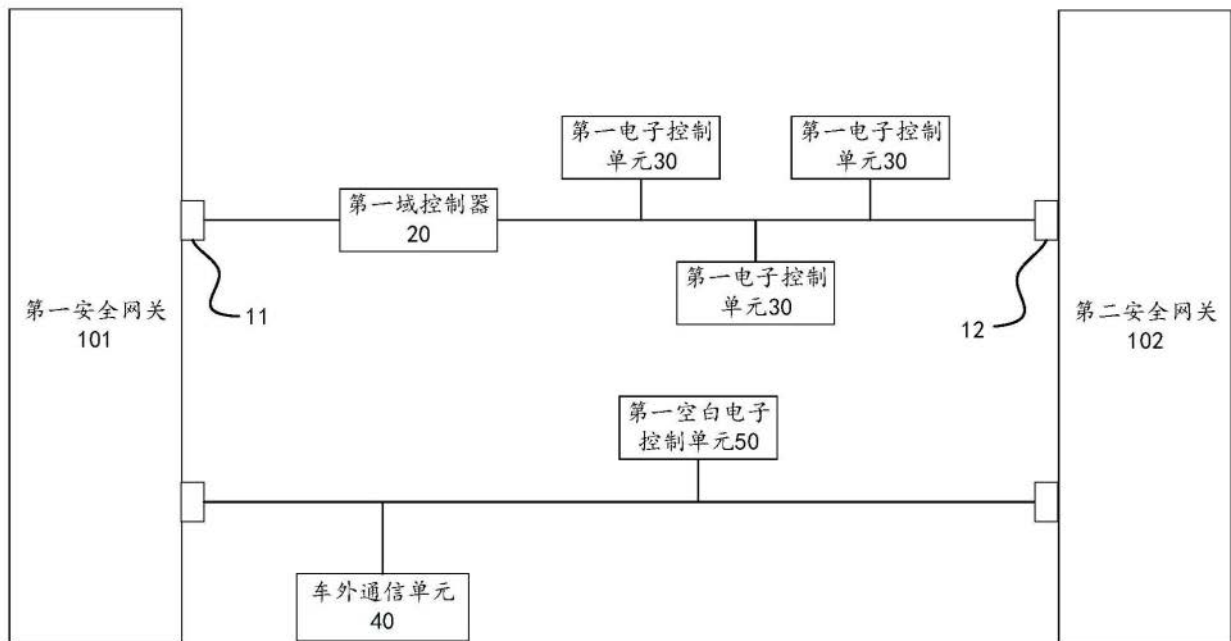 第一电子控制
单元30
第一电子控制
单元30
第一域控制器
20
第一电子控制
单元30
第一安全网关
101
11
12
第二安全网关
102
第一空白电子
控制单元50
车外通信单元
40